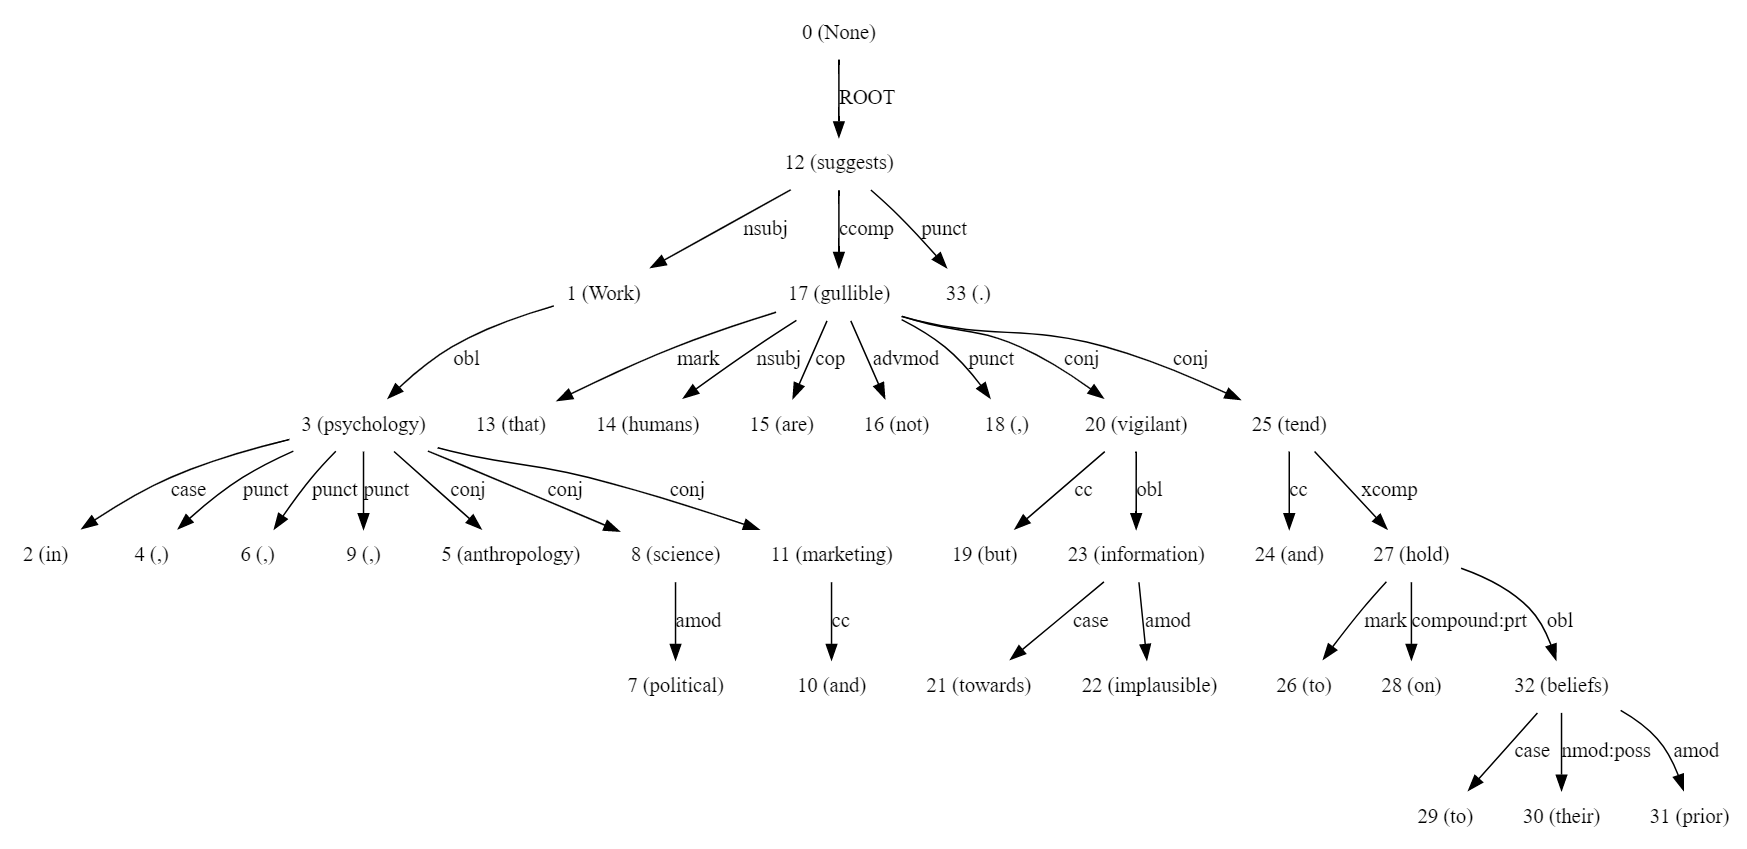 0 (None)
ROOT
12 (suggests)
nsubj ccomp punct
1 (Work) 17 (gullible) 33 (.)
obl mark nsubj cop advmod punct conj conj
3 (psychology) 13 (that) 14 (humans) 15 (are) 16 (not) 18 (,) 20 (vigilant) 25 (tend)
case punct punct punct conj conj conj cc obl cc xcomp
2 (in) 4 (,) 6 (,) 9 (,) 5 (anthropology) 8 (science) 11 (marketing) 19 (but) 23 (information) 24 (and) 27 (hold)
amod cc case amod mark compound:prt obl
7 (political) 10 (and) 21 (towards) 22 (implausible) 26 (to) 28 (on) 32 (beliefs)
case nmod:poss amod
29 (to) 30 (their) 31 (prior)